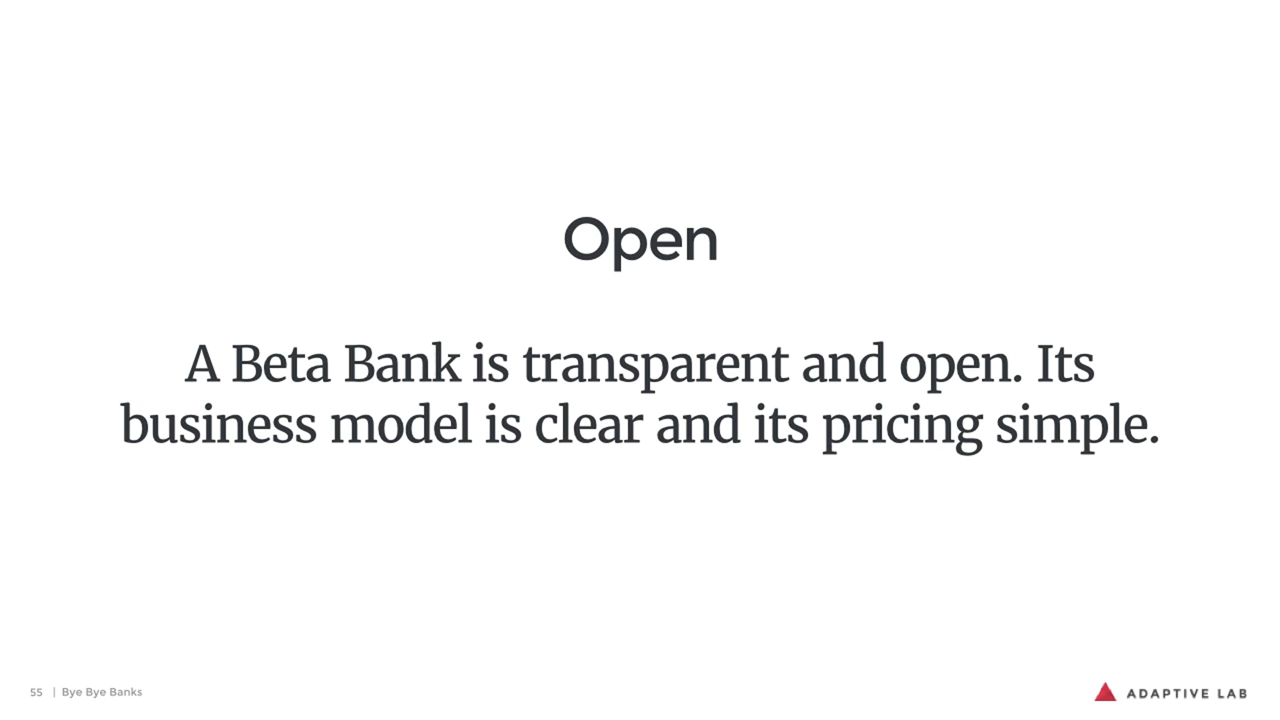 Open
A Beta Bank is transparent and open. Its
business model is clear and its pricing simple.
55 | Bye Bye Banks
ADAPTIVE LAB